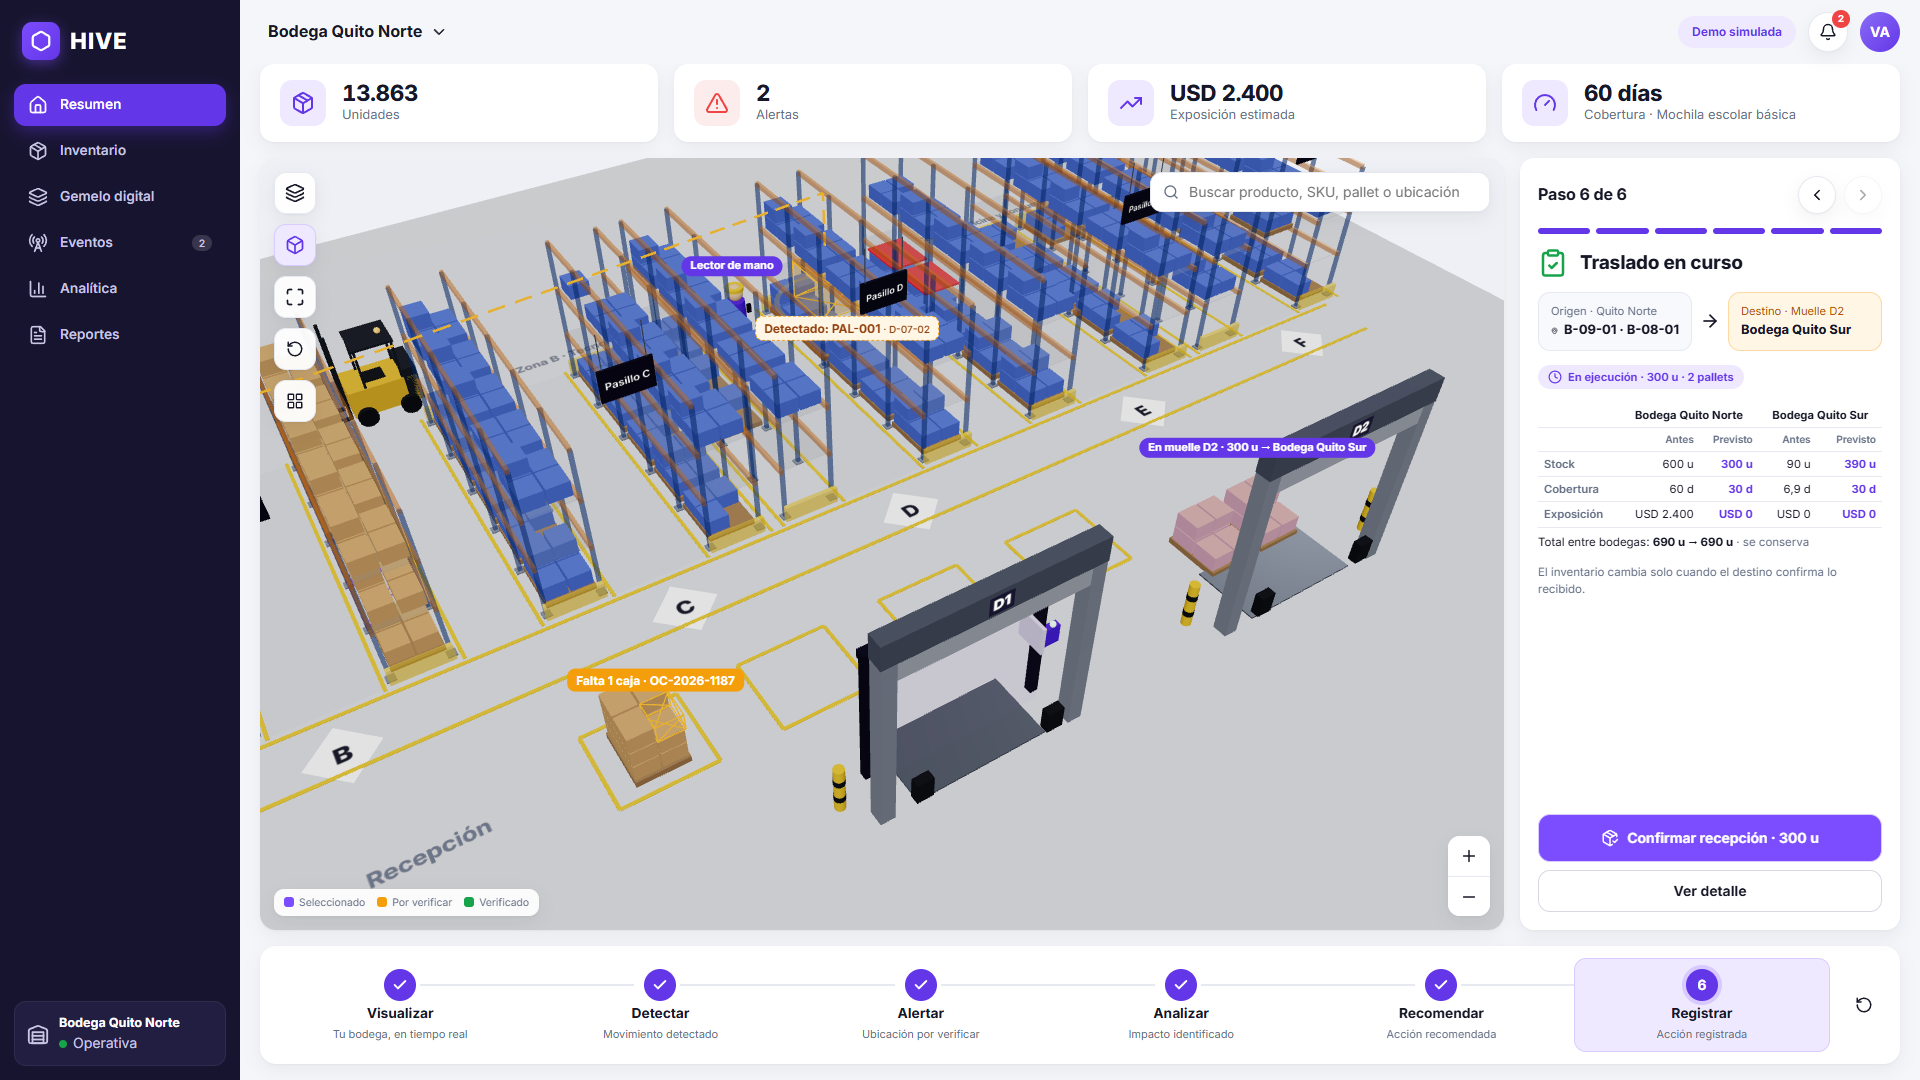 HIVE
Resumen
Inventario
Gemelo digital
Eventos
2
Analítica
Reportes
Bodega Quito Norte
Operativa
Bodega Quito Norte
Demo simulada
2
VA
13.863
Unidades
2
Alertas
USD 2.400
Exposición estimada
60 días
Cobertura · Mochila escolar básica
Buscar producto, SKU, pallet o ubicación
Pasillo
Lector de mano
Pasillo D
Detectado: PAL-001 · D-07-02
Zona B ·
Pasillo C
F
E
D2
En muelle D2 · 300 u → Bodega Quito Sur
D
C
D1
Falta 1 caja · OC-2026-1187
B
Recepción
Seleccionado
Por verificar
Verificado
Paso 6 de 6
Traslado en curso
Origen · Quito Norte
B-09-01 · B-08-01
Destino · Muelle D2
Bodega Quito Sur
En ejecución · 300 u · 2 pallets
Bodega Quito Norte Bodega Quito Sur
Antes Previsto Antes Previsto
Stock 600 u 300 u 90 u 390 u
Cobertura 60 d 30 d 6,9 d 30 d
Exposición USD 2.400 USD 0 USD 0 USD 0
Total entre bodegas: 690 u → 690 u · se conserva
El inventario cambia solo cuando el destino confirma lo
recibido.
Confirmar recepción · 300 u
Ver detalle
Visualizar
Tu bodega, en tiempo real
Detectar
Movimiento detectado
Alertar
Ubicación por verificar
Analizar
Impacto identificado
Recomendar
Acción recomendada
6
Registrar
Acción registrada